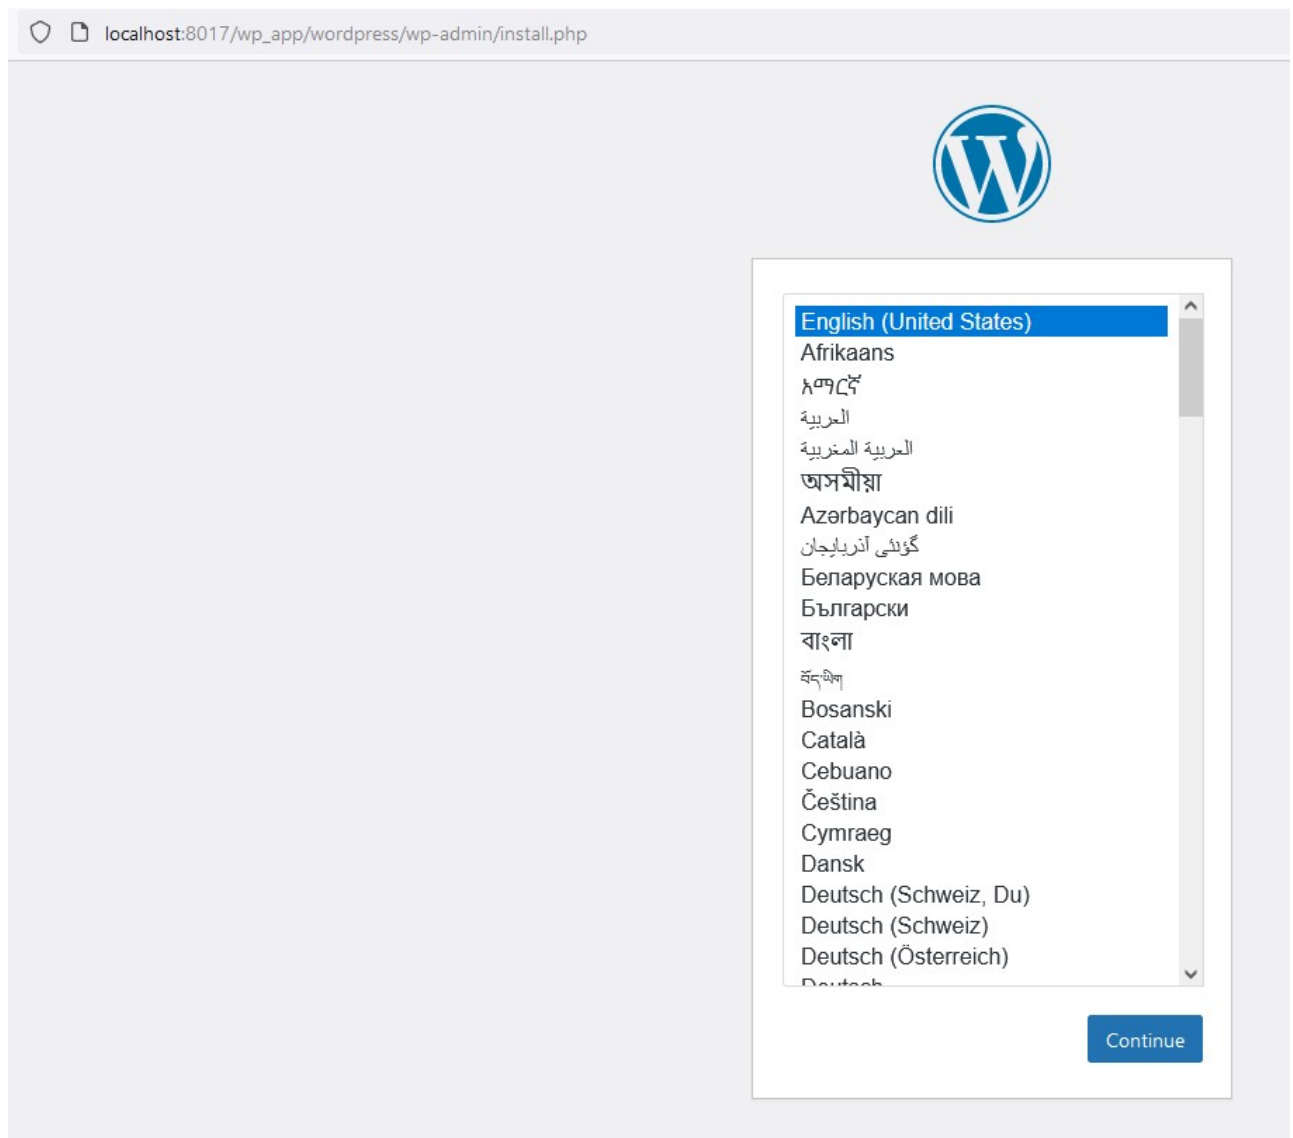 localhost:8017/wp_app/wordpress/wp-admin/install.php
English (United States)
Afrikaans
አማርኛ
العربية
العربية المغربية
অসমীয়া
Azərbaycan dili
گؤنئی آذربایجان
Беларуская мова
Български
বাংলা
བོད་ཡིག
Bosanski
Català
Cebuano
Čeština
Cymraeg
Dansk
Deutsch (Schweiz, Du)
Deutsch (Schweiz)
Deutsch (Österreich)
Deutsch
Continue